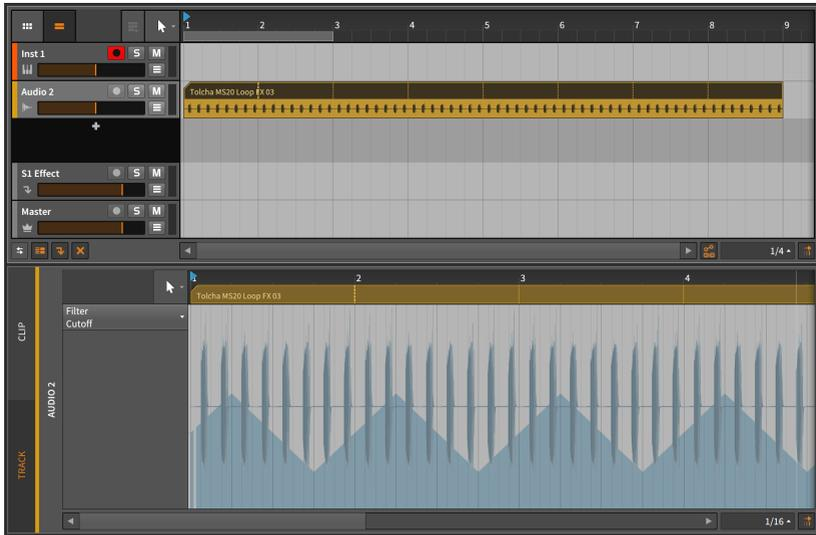 1 2 3 4 5 6 7 8 9
Inst 1 S M
Audio 2 S M
Tolcha MS20 Loop FX 03
S1 Effect S M
Master S M
1/4
1 2 3 4
Tolcha MS20 Loop FX 03
Filter
Cutoff
CLIP
AUDIO 2
TRACK
1/16